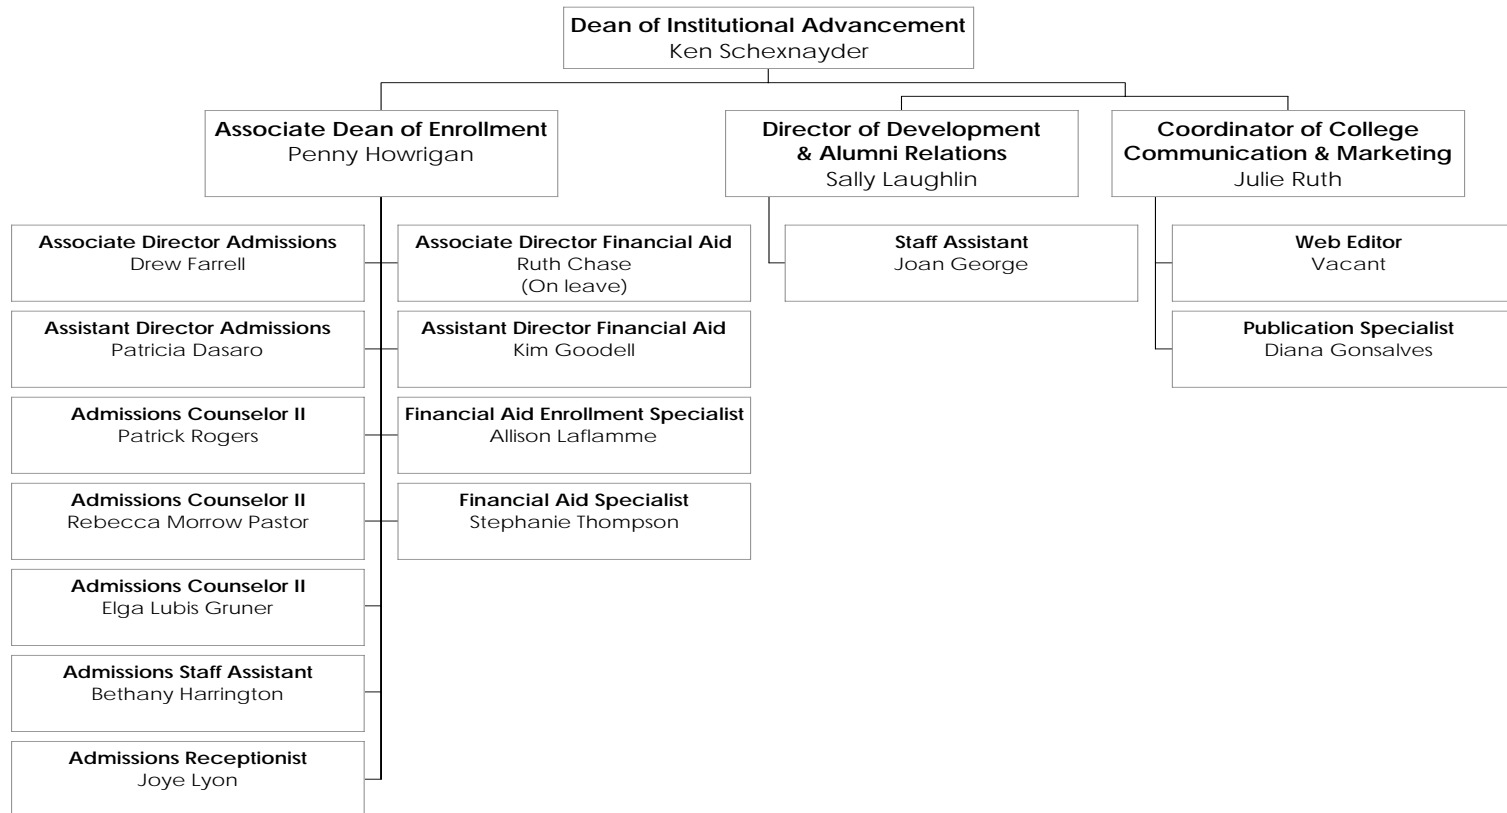 Dean of Institutional Advancement
Ken Schexnayder
Associate Dean of Enrollment
Penny Howrigan
Director of Development
& Alumni Relations
Sally Laughlin
Coordinator of College
Communication & Marketing
Julie Ruth
Associate Director Admissions
Drew Farrell
Associate Director Financial Aid
Ruth Chase
(On leave)
Staff Assistant
Joan George
Web Editor
Vacant
Assistant Director Admissions
Patricia Dasaro
Assistant Director Financial Aid
Kim Goodell
Publication Specialist
Diana Gonsalves
Admissions Counselor II
Patrick Rogers
Financial Aid Enrollment Specialist
Allison Laflamme
Admissions Counselor II
Rebecca Morrow Pastor
Financial Aid Specialist
Stephanie Thompson
Admissions Counselor II
Elga Lubis Gruner
Admissions Staff Assistant
Bethany Harrington
Admissions Receptionist
Joye Lyon